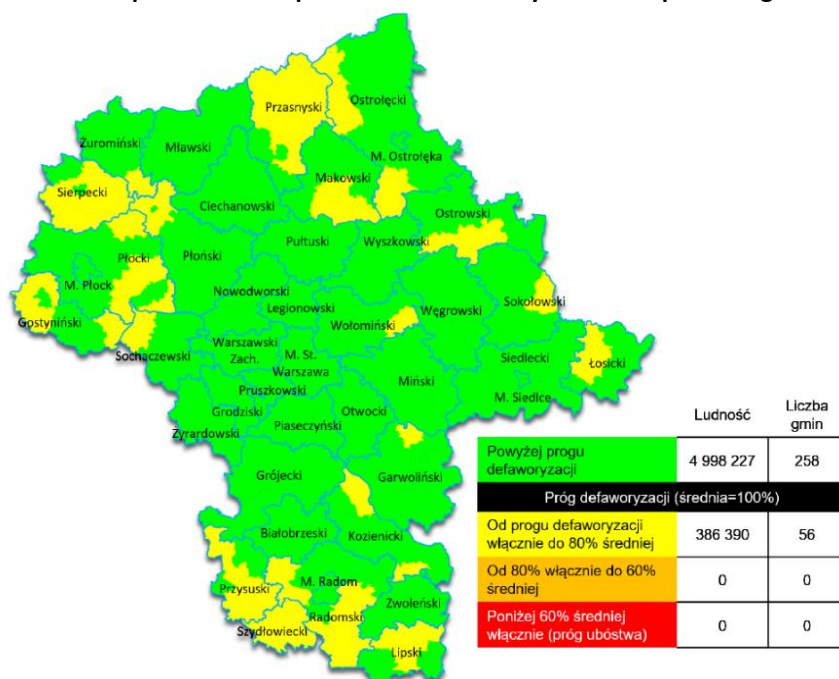 Ostrołęcki
Przasnyski
Żuromiński
Mławski
M. Ostrołęka
Makowski
Sierpecki
Ciechanowski
Ostrowski
Pułtuski
Wyszkowski
Płocki
Płoński
M. Płock
Nowodworski
Sokołowski
Węgrowski
Legionowski
Wołomiński
Gostyniński
Sochaczewski
Warszawski
Zach.
M. St.
Warszawa
Siedlecki
Łosicki
Miński
Pruszkowski
M. Siedlce
Grodziski
Otwocki
Piaseczyński
Żyrardowski
Grójecki
Garwoliński
Białobrzeski
Kozienicki
M. Radom
Przysuski
Zwoleński
Radomski
Szydłowiecki
Lipski
Ludność
Liczba
gmin
Powyżej progu
defaworyzacji
4 998 227
258
Próg defaworyzacji (średnia=100%)
Od progu defaworyzacji
włącznie do 80% średniej
386 390
56
Od 80% włącznie do 60%
średniej
0
0
Poniżej 60% średniej
włącznie (próg ubóstwa)
0
0